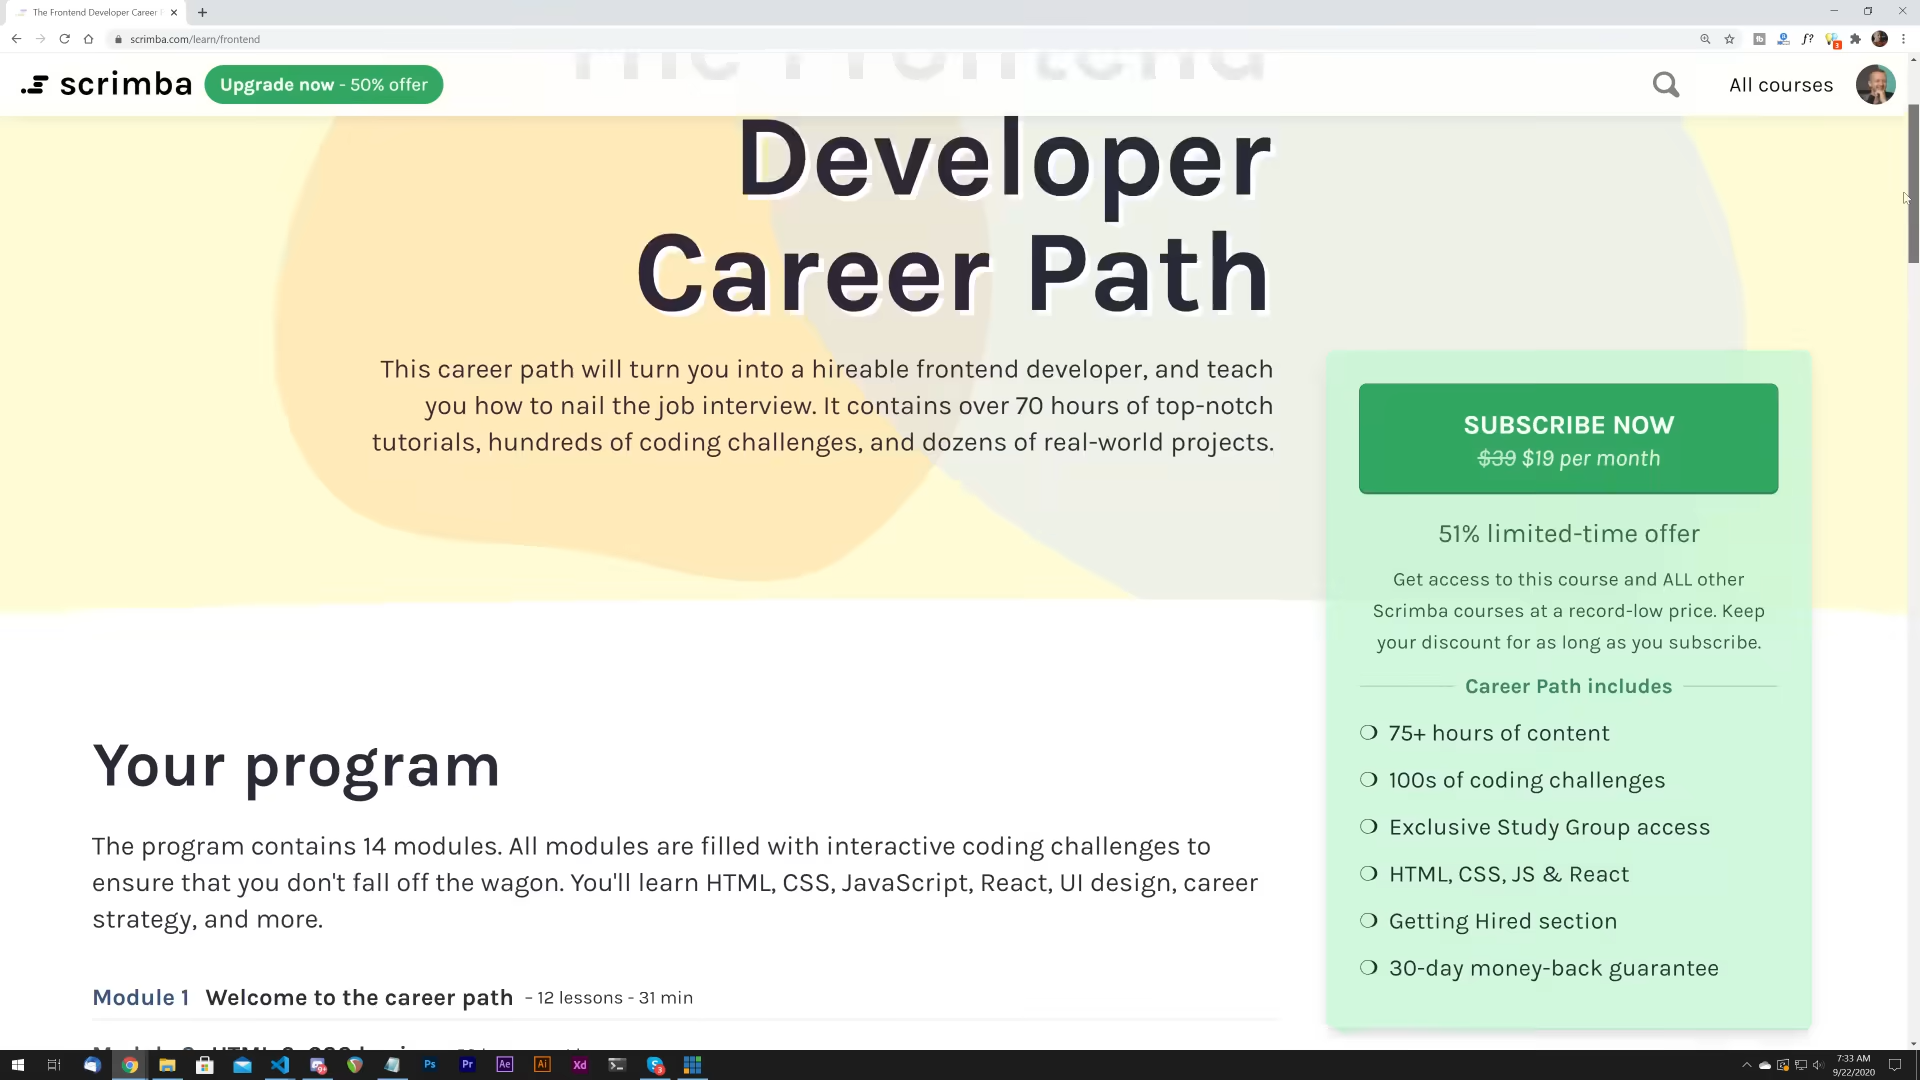 The Frontend Developer Career
scrimba.com/learn/frontend
f?
3
scrimba
Upgrade now - 50% offer
All courses
The Frontend
Developer
Career Path
This career path will turn you into a hireable frontend developer, and teach
you how to nail the job interview. It contains over 70 hours of top-notch
tutorials, hundreds of coding challenges, and dozens of real-world projects.
SUBSCRIBE NOW
$39 $19 per month
51% limited-time offer
Get access to this course and ALL other
Scrimba courses at a record-low price. Keep
your discount for as long as you subscribe.
Career Path includes
75+ hours of content
100s of coding challenges
Exclusive Study Group access
HTML, CSS, JS & React
Getting Hired section
30-day money-back guarantee
Your program
The program contains 14 modules. All modules are filled with interactive coding challenges to
ensure that you don't fall off the wagon. You'll learn HTML, CSS, JavaScript, React, UI design, career
strategy, and more.
Module 1 Welcome to the career path - 12 lessons - 31 min
Ps
Pr
Ae
Ai
Xd
7:33 AM
9/22/2020